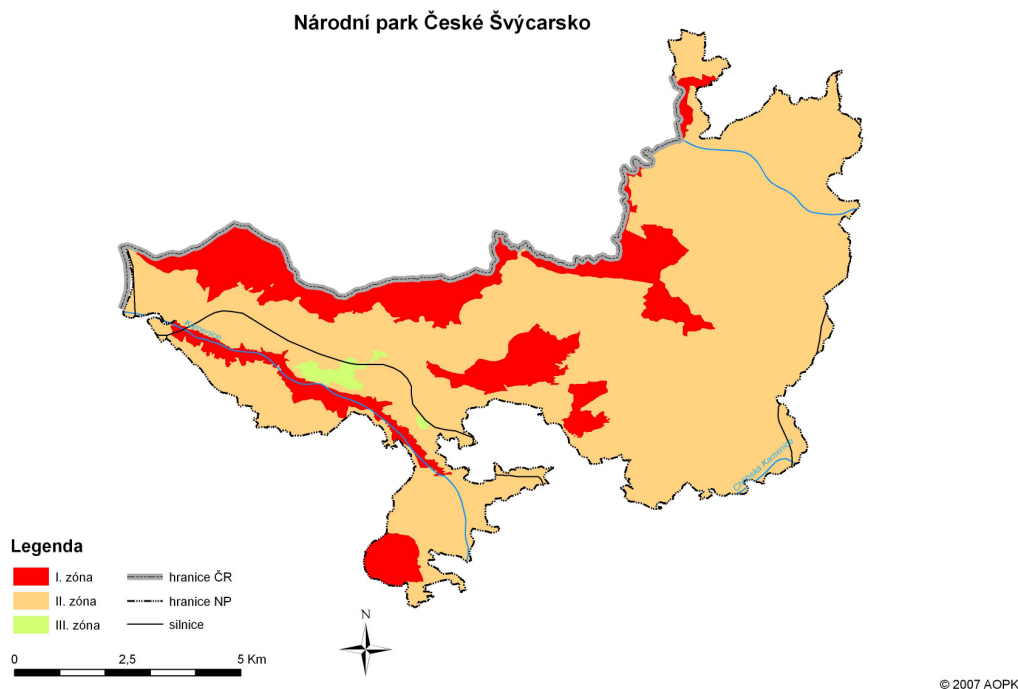 Národní park České Švýcarsko
Kamenice
Chřibská Kamenice
Legenda
I. zóna
II. zóna
III. zóna
hranice ČR
hranice NP
silnice
N
0 2,5 5 Km
© 2007 AOPK